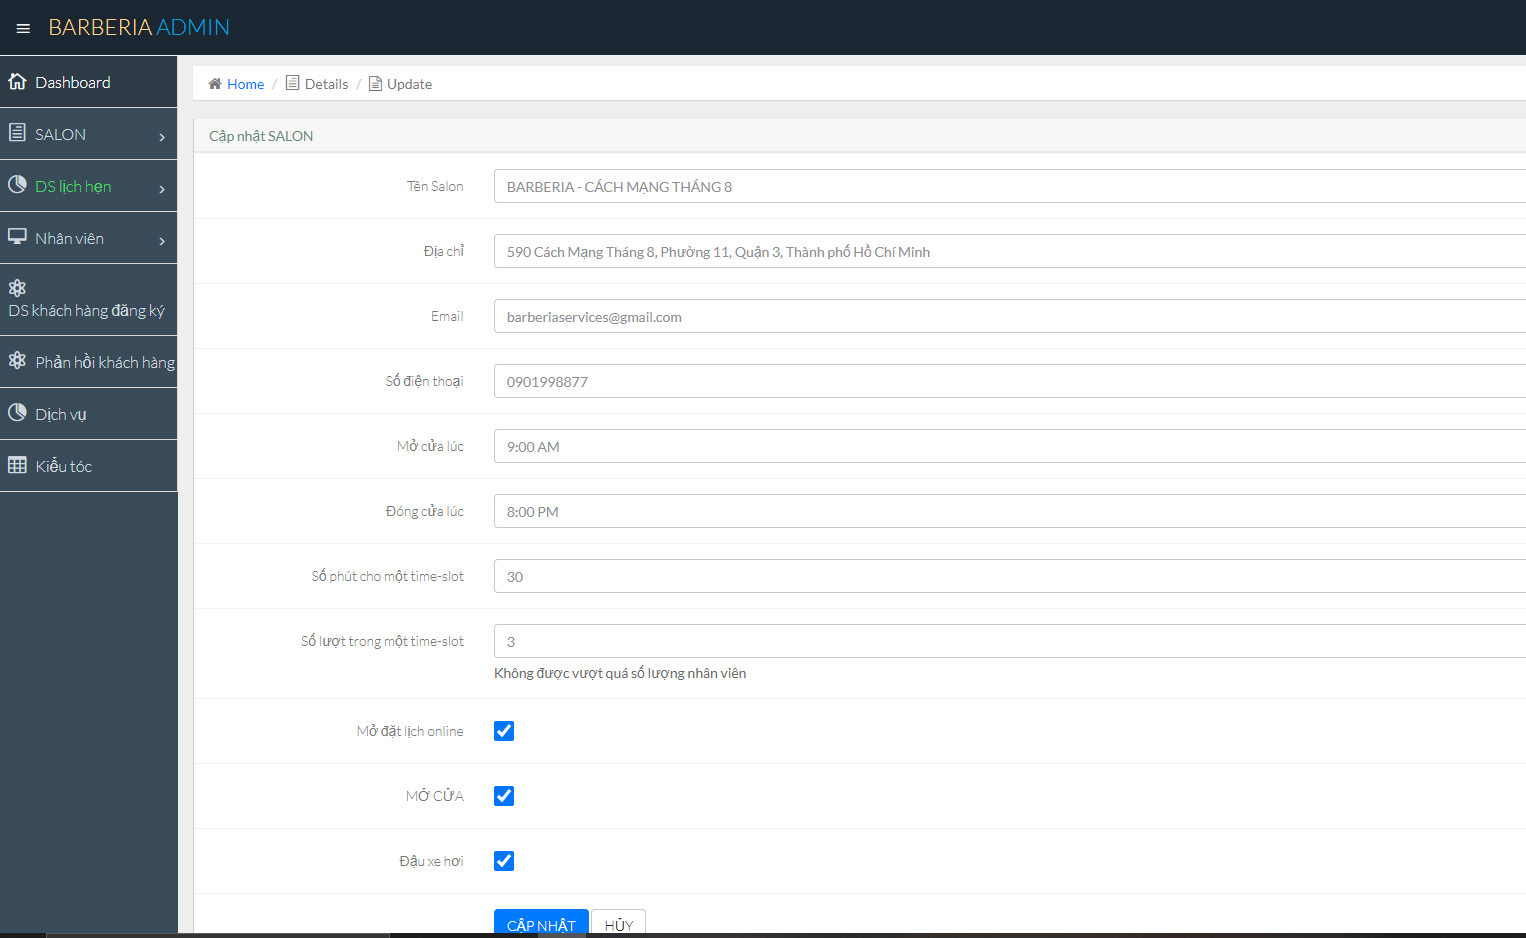 BARBERIA ADMIN
Dashboard
SALON
DS lịch hẹn
Nhân viên
DS khách hàng đăng ký
Phản hồi khách hàng
Dịch vụ
Kiểu tóc
Home / Details / Update
Cập nhật SALON
Tên Salon
BARBERIA - CÁCH MẠNG THÁNG 8
Địa chỉ
590 Cách Mạng Tháng 8, Phường 11, Quận 3, Thành phố Hồ Chí Minh
Email
barberiaservices@gmail.com
Số điện thoại
0901998877
Mở cửa lúc
9:00 AM
Đóng cửa lúc
8:00 PM
Số phút cho một time-slot
30
Số lượt trong một time-slot
3
Không được vượt quá số lượng nhân viên
Mở đặt lịch online
MỞ CỬA
Đậu xe hơi
CẬP NHẬT
HỦY